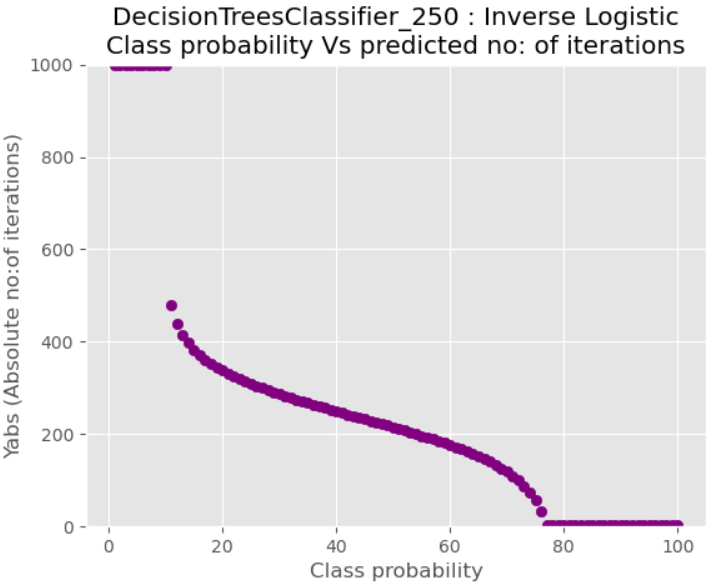 DecisionTreesClassifier_250 : Inverse Logistic
Class probability Vs predicted no: of iterations
Yabs (Absolute no:of iterations)
1000
800
600
400
200
0
0 20 40 60 80 100
Class probability